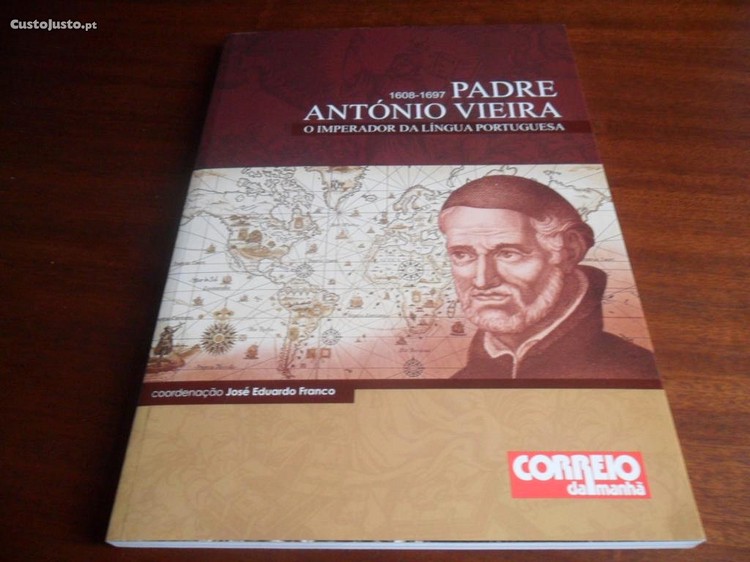 CustoJusto.pt
1608-1697 PADRE
ANTÓNIO VIEIRA
O IMPERADOR DA LÍNGUA PORTUGUESA
coordenação José Eduardo Franco
CORREIO
da manhã